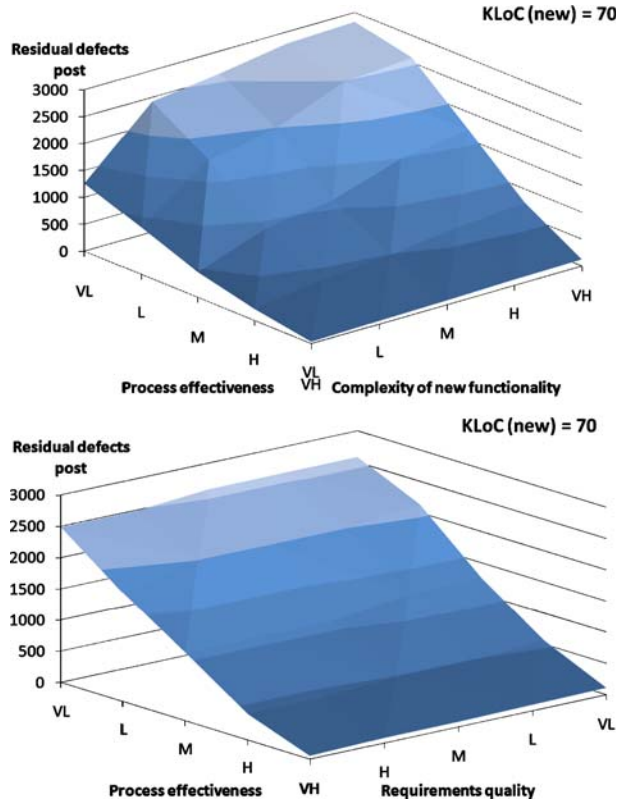 KLoC (new) = 70
Residual defects
post
3000
2500
2000
1500
1000
500
0
VL
L
M
H
VL
VH
L
M
H
VH
Process effectiveness
Complexity of new functionality
KLoC (new) = 70
Residual defects
post
3000
2500
2000
1500
1000
500
0
VL
L
M
H
VH
H
M
L
VL
Process effectiveness
Requirements quality